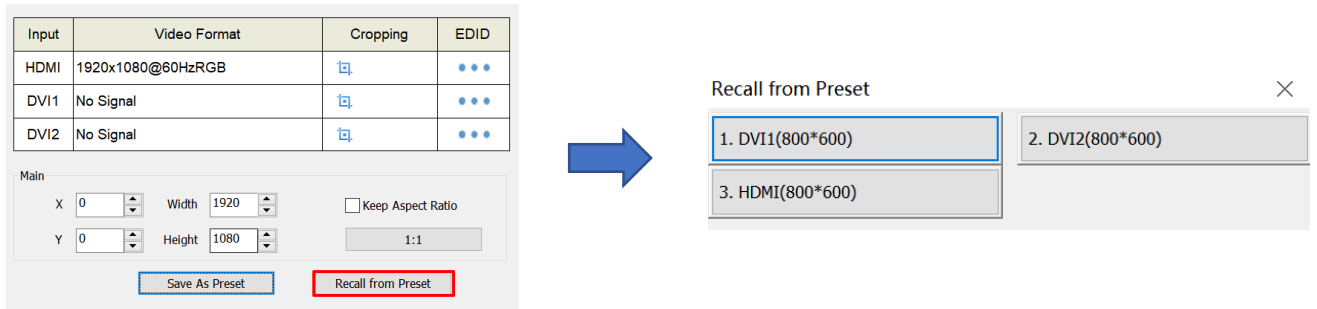 Input Video Format Cropping EDID
HDMI 1920x1080@60HzRGB
DVI1 No Signal
DVI2 No Signal
Main
X 0 Width 1920 Keep Aspect Ratio
Y 0 Height 1080 1:1
Save As Preset Recall from Preset
Recall from Preset
1. DVI1(800*600) 2. DVI2(800*600)
3. HDMI(800*600)